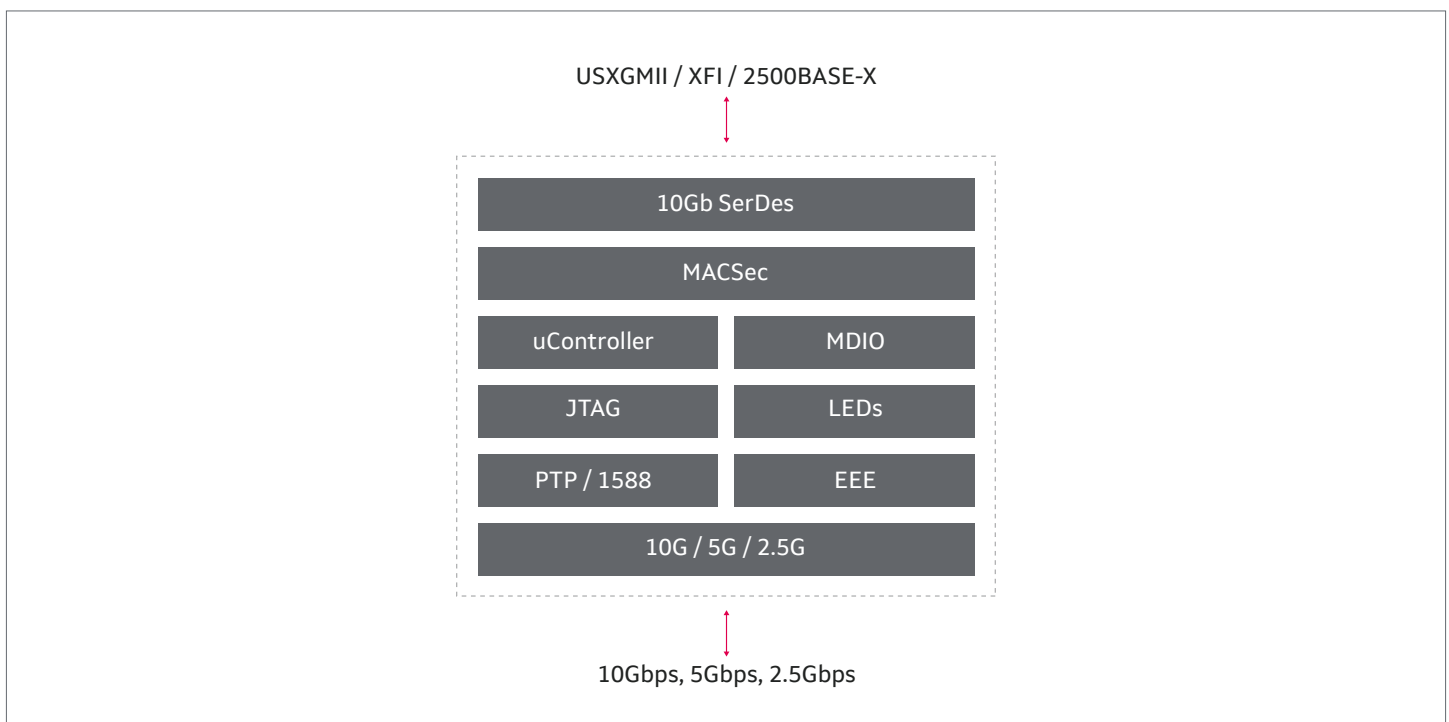 USXGMII / XFI / 2500BASE-X
10Gb SerDes
MACSec
uController
MDIO
JTAG
LEDs
PTP / 1588
EEE
10G / 5G / 2.5G
10Gbps, 5Gbps, 2.5Gbps